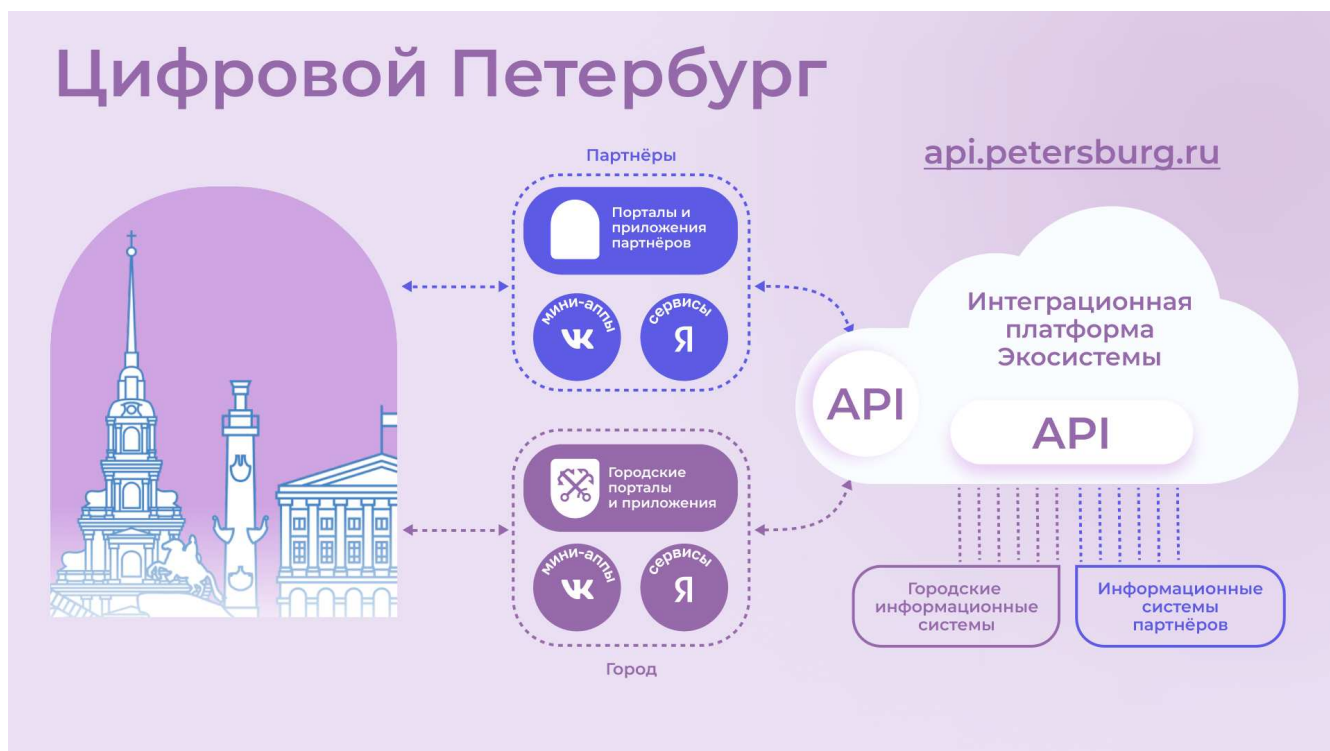 Цифровой Петербург
api.petersburg.ru
Партнёры
Порталы и
приложения
партнёров
мини-аппы
сервисы
Я
Городские
порталы
и приложения
мини-аппы
сервисы
Я
Город
Интеграционная
платформа
Экосистемы
API
API
Городские
информационные
системы
Информационные
системы
партнёров